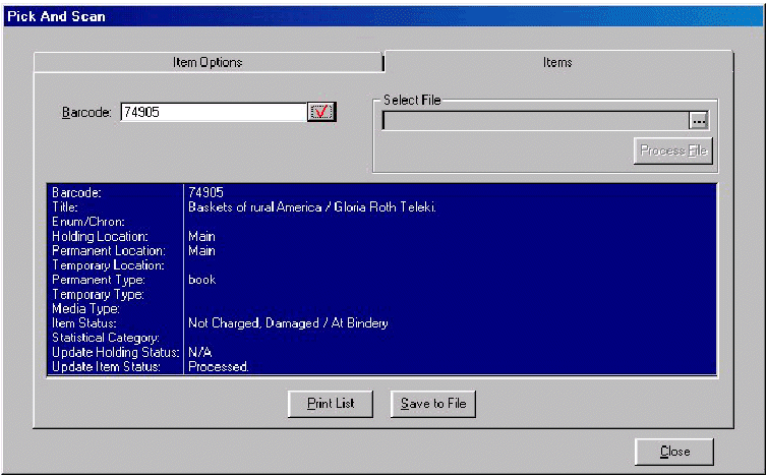 Pick And Scan
Item Options
Items
Barcode: 74905
Select File
...
Process File
Barcode: 74905
Title: Baskets of rural America / Gloria Roth Teleki.
Enum/Chron:
Holding Location: Main
Permanent Location: Main
Temporary Location:
Permanent Type: book
Temporary Type:
Media Type:
Item Status: Not Charged, Damaged / At Bindery
Statistical Category:
Update Holding Status: N/A
Update Item Status: Processed.
Print List
Save to File
Close